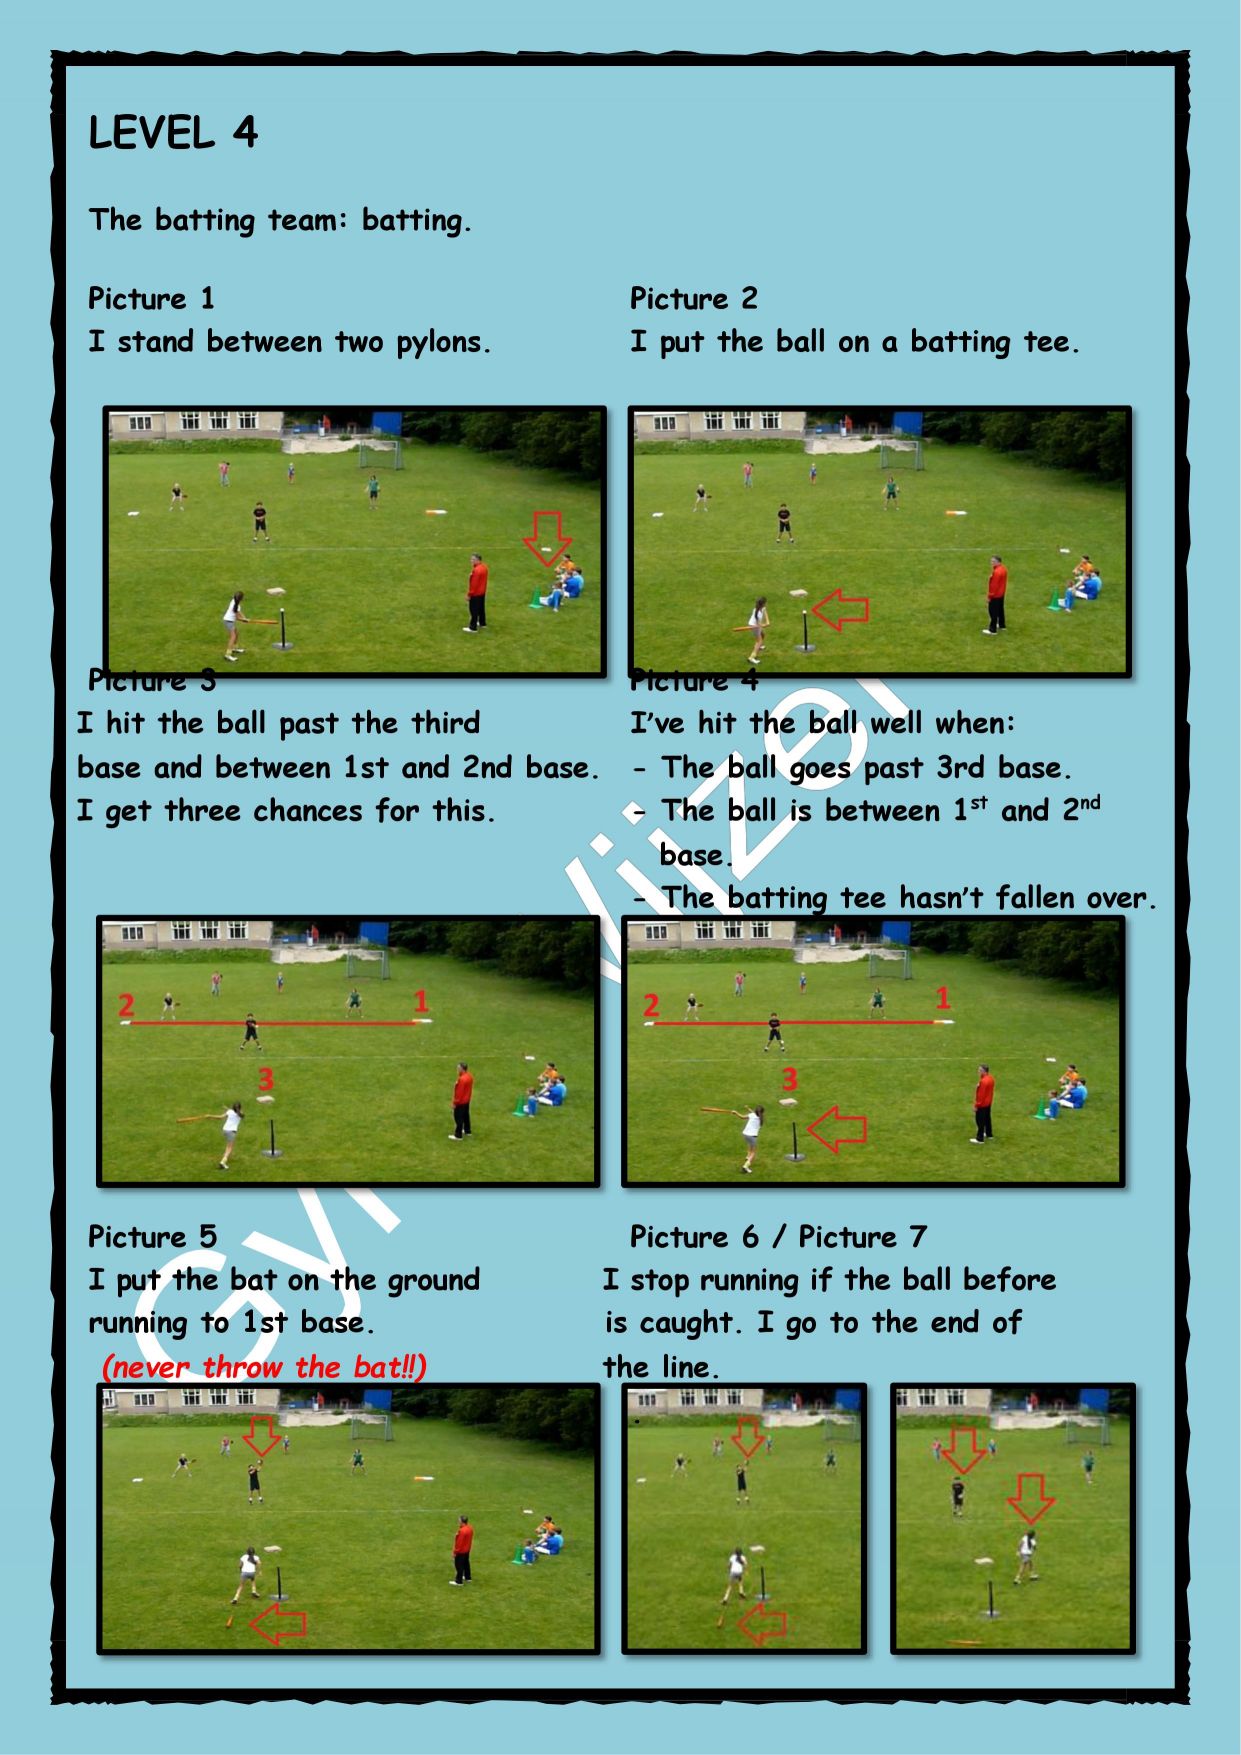 LEVEL 4
The batting team: batting.
Picture 1
I stand between two pylons.
Picture 2
I put the ball on a batting tee.
Picture 3
I hit the ball past the third
base and between 1st and 2nd base.
I get three chances for this.
Picture 4
I've hit the ball well when:
- The ball goes past 3rd base.
- The ball is between 1st and 2nd
base.
- The batting tee hasn't fallen over.
2
1
3
2
1
3
Picture 5
I put the bat on the ground
running to 1st base.
(never throw the bat!!)
Picture 6 / Picture 7
I stop running if the ball before
is caught. I go to the end of
the line.
.